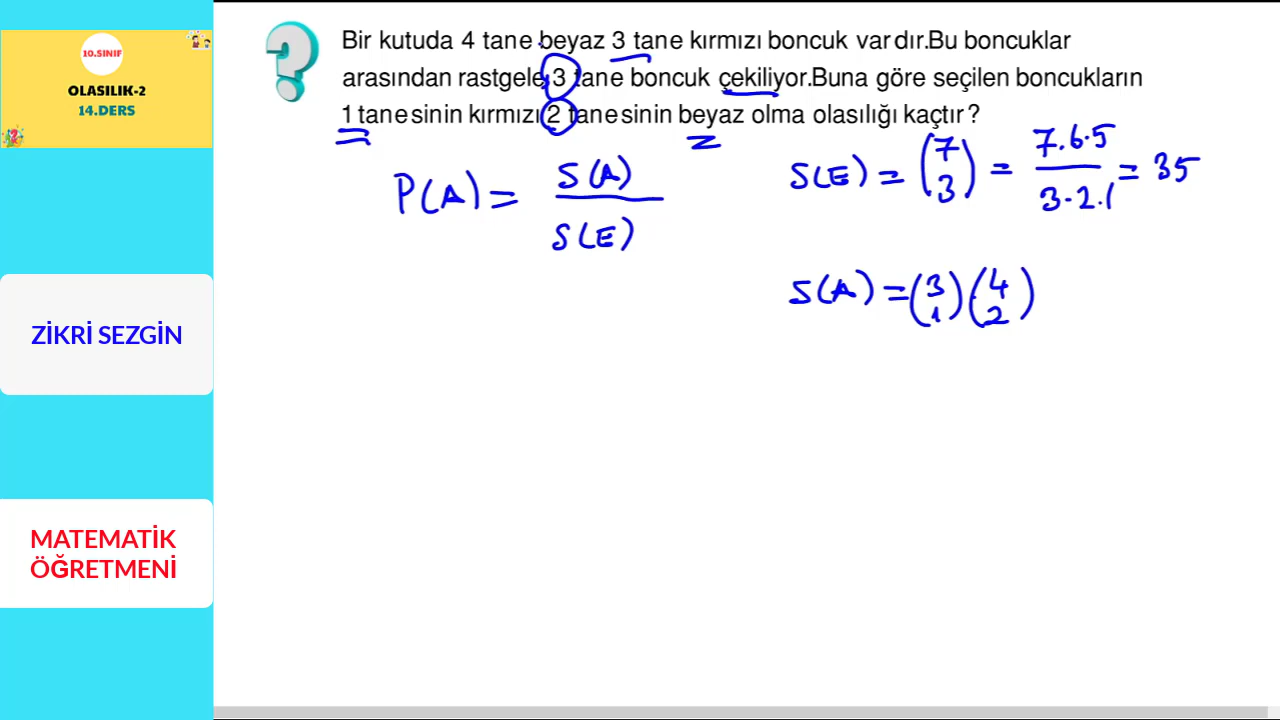 10.SINIF
OLASILIK-2
14.DERS
ZİKRİ SEZGİN
MATEMATİK
ÖĞRETMENİ
Bir kutuda 4 tane beyaz 3 tane kırmızı boncuk vardır.Bu boncuklar
arasından rastgele 3 tane boncuk çekiliyor.Buna göre seçilen boncukların
1 tanesinin kırmızı 2 tanesinin beyaz olma olasılığı kaçtır?
P(A) = S(A) / S(E)
S(E) = (7 3) = 7.6.5 / 3.2.1 = 35
S(A) = (3 1)(4 2)